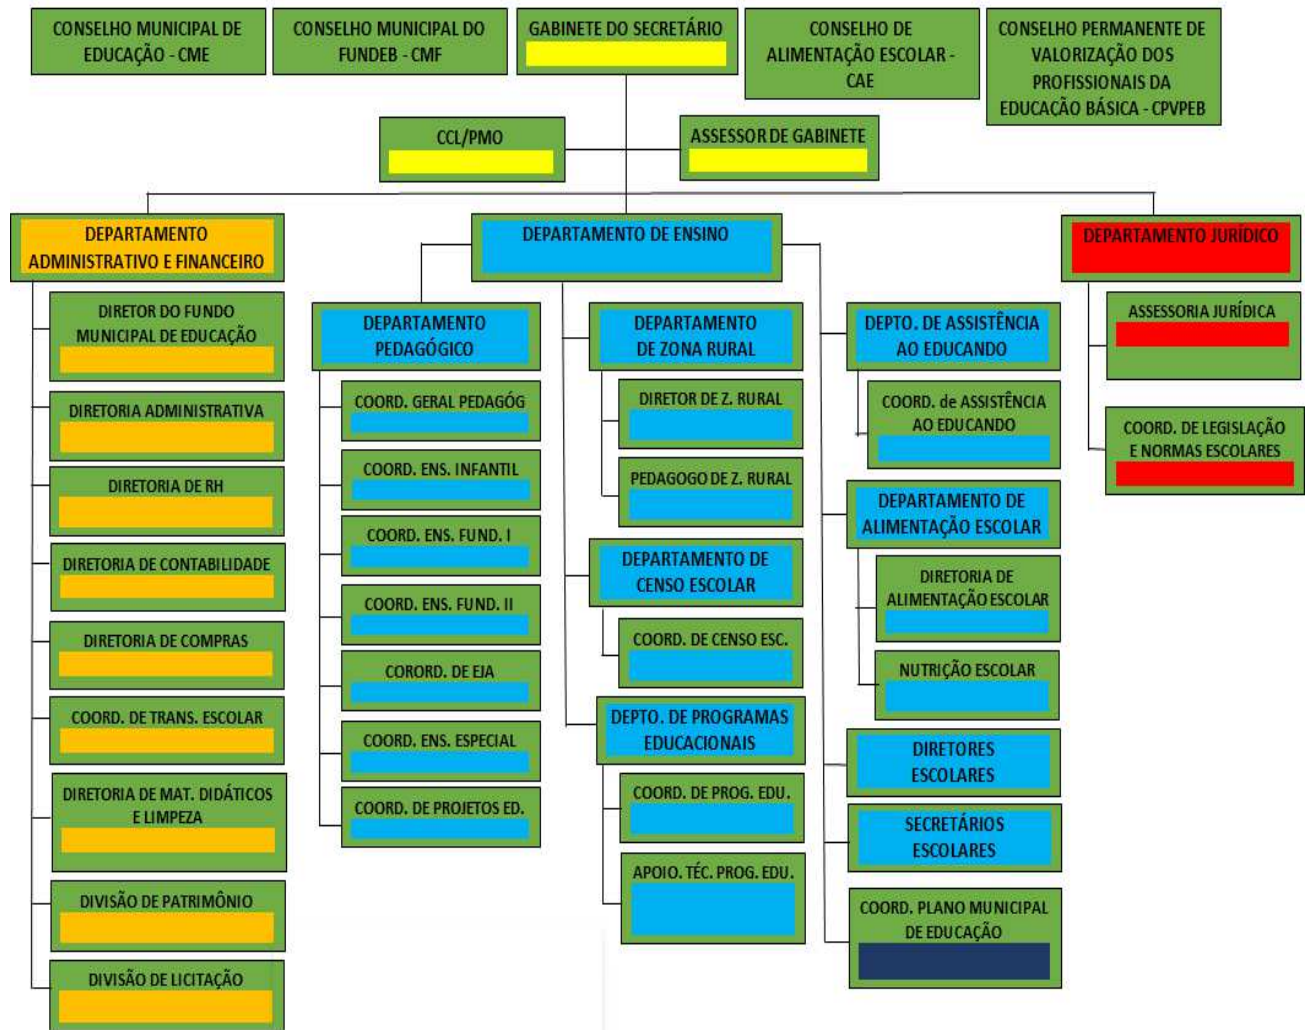 CONSELHO MUNICIPAL DE
EDUCAÇÃO - CME
CONSELHO MUNICIPAL DO
FUNDEB - CMF
GABINETE DO SECRETÁRIO
CONSELHO DE
ALIMENTAÇÃO ESCOLAR -
CAE
CONSELHO PERMANENTE DE
VALORIZAÇÃO DOS
PROFISSIONAIS DA
EDUCAÇÃO BÁSICA - CPVPEB
CCL/PMO
ASSESSOR DE GABINETE
DEPARTAMENTO
ADMINISTRATIVO E FINANCEIRO
DIRETOR DO FUNDO
MUNICIPAL DE EDUCAÇÃO
DIRETORIA ADMINISTRATIVA
DIRETORIA DE RH
DIRETORIA DE CONTABILIDADE
DIRETORIA DE COMPRAS
COORD. DE TRANS. ESCOLAR
DIRETORIA DE MAT. DIDÁTICOS
E LIMPEZA
DIVISÃO DE PATRIMÔNIO
DIVISÃO DE LICITAÇÃO
DEPARTAMENTO DE ENSINO
DEPARTAMENTO
PEDAGÓGICO
COORD. GERAL PEDAGÓG
COORD. ENS. INFANTIL
COORD. ENS. FUND. I
COORD. ENS. FUND. II
CORORD. DE EJA
COORD. ENS. ESPECIAL
COORD. DE PROJETOS ED.
DEPARTAMENTO
DE ZONA RURAL
DIRETOR DE Z. RURAL
PEDAGOGO DE Z. RURAL
DEPARTAMENTO DE
CENSO ESCOLAR
COORD. DE CENSO ESC.
DEPTO. DE PROGRAMAS
EDUCACIONAIS
COORD. DE PROG. EDU.
APOIO. TÉC. PROG. EDU.
DEPTO. DE ASSISTÊNCIA
AO EDUCANDO
COORD. de ASSISTÊNCIA
AO EDUCANDO
DEPARTAMENTO DE
ALIMENTAÇÃO ESCOLAR
DIRETORIA DE
ALIMENTAÇÃO ESCOLAR
NUTRIÇÃO ESCOLAR
DIRETORES
ESCOLARES
SECRETÁRIOS
ESCOLARES
COORD. PLANO MUNICIPAL
DE EDUCAÇÃO
DEPARTAMENTO JURÍDICO
ASSESSORIA JURÍDICA
COORD. DE LEGISLAÇÃO
E NORMAS ESCOLARES